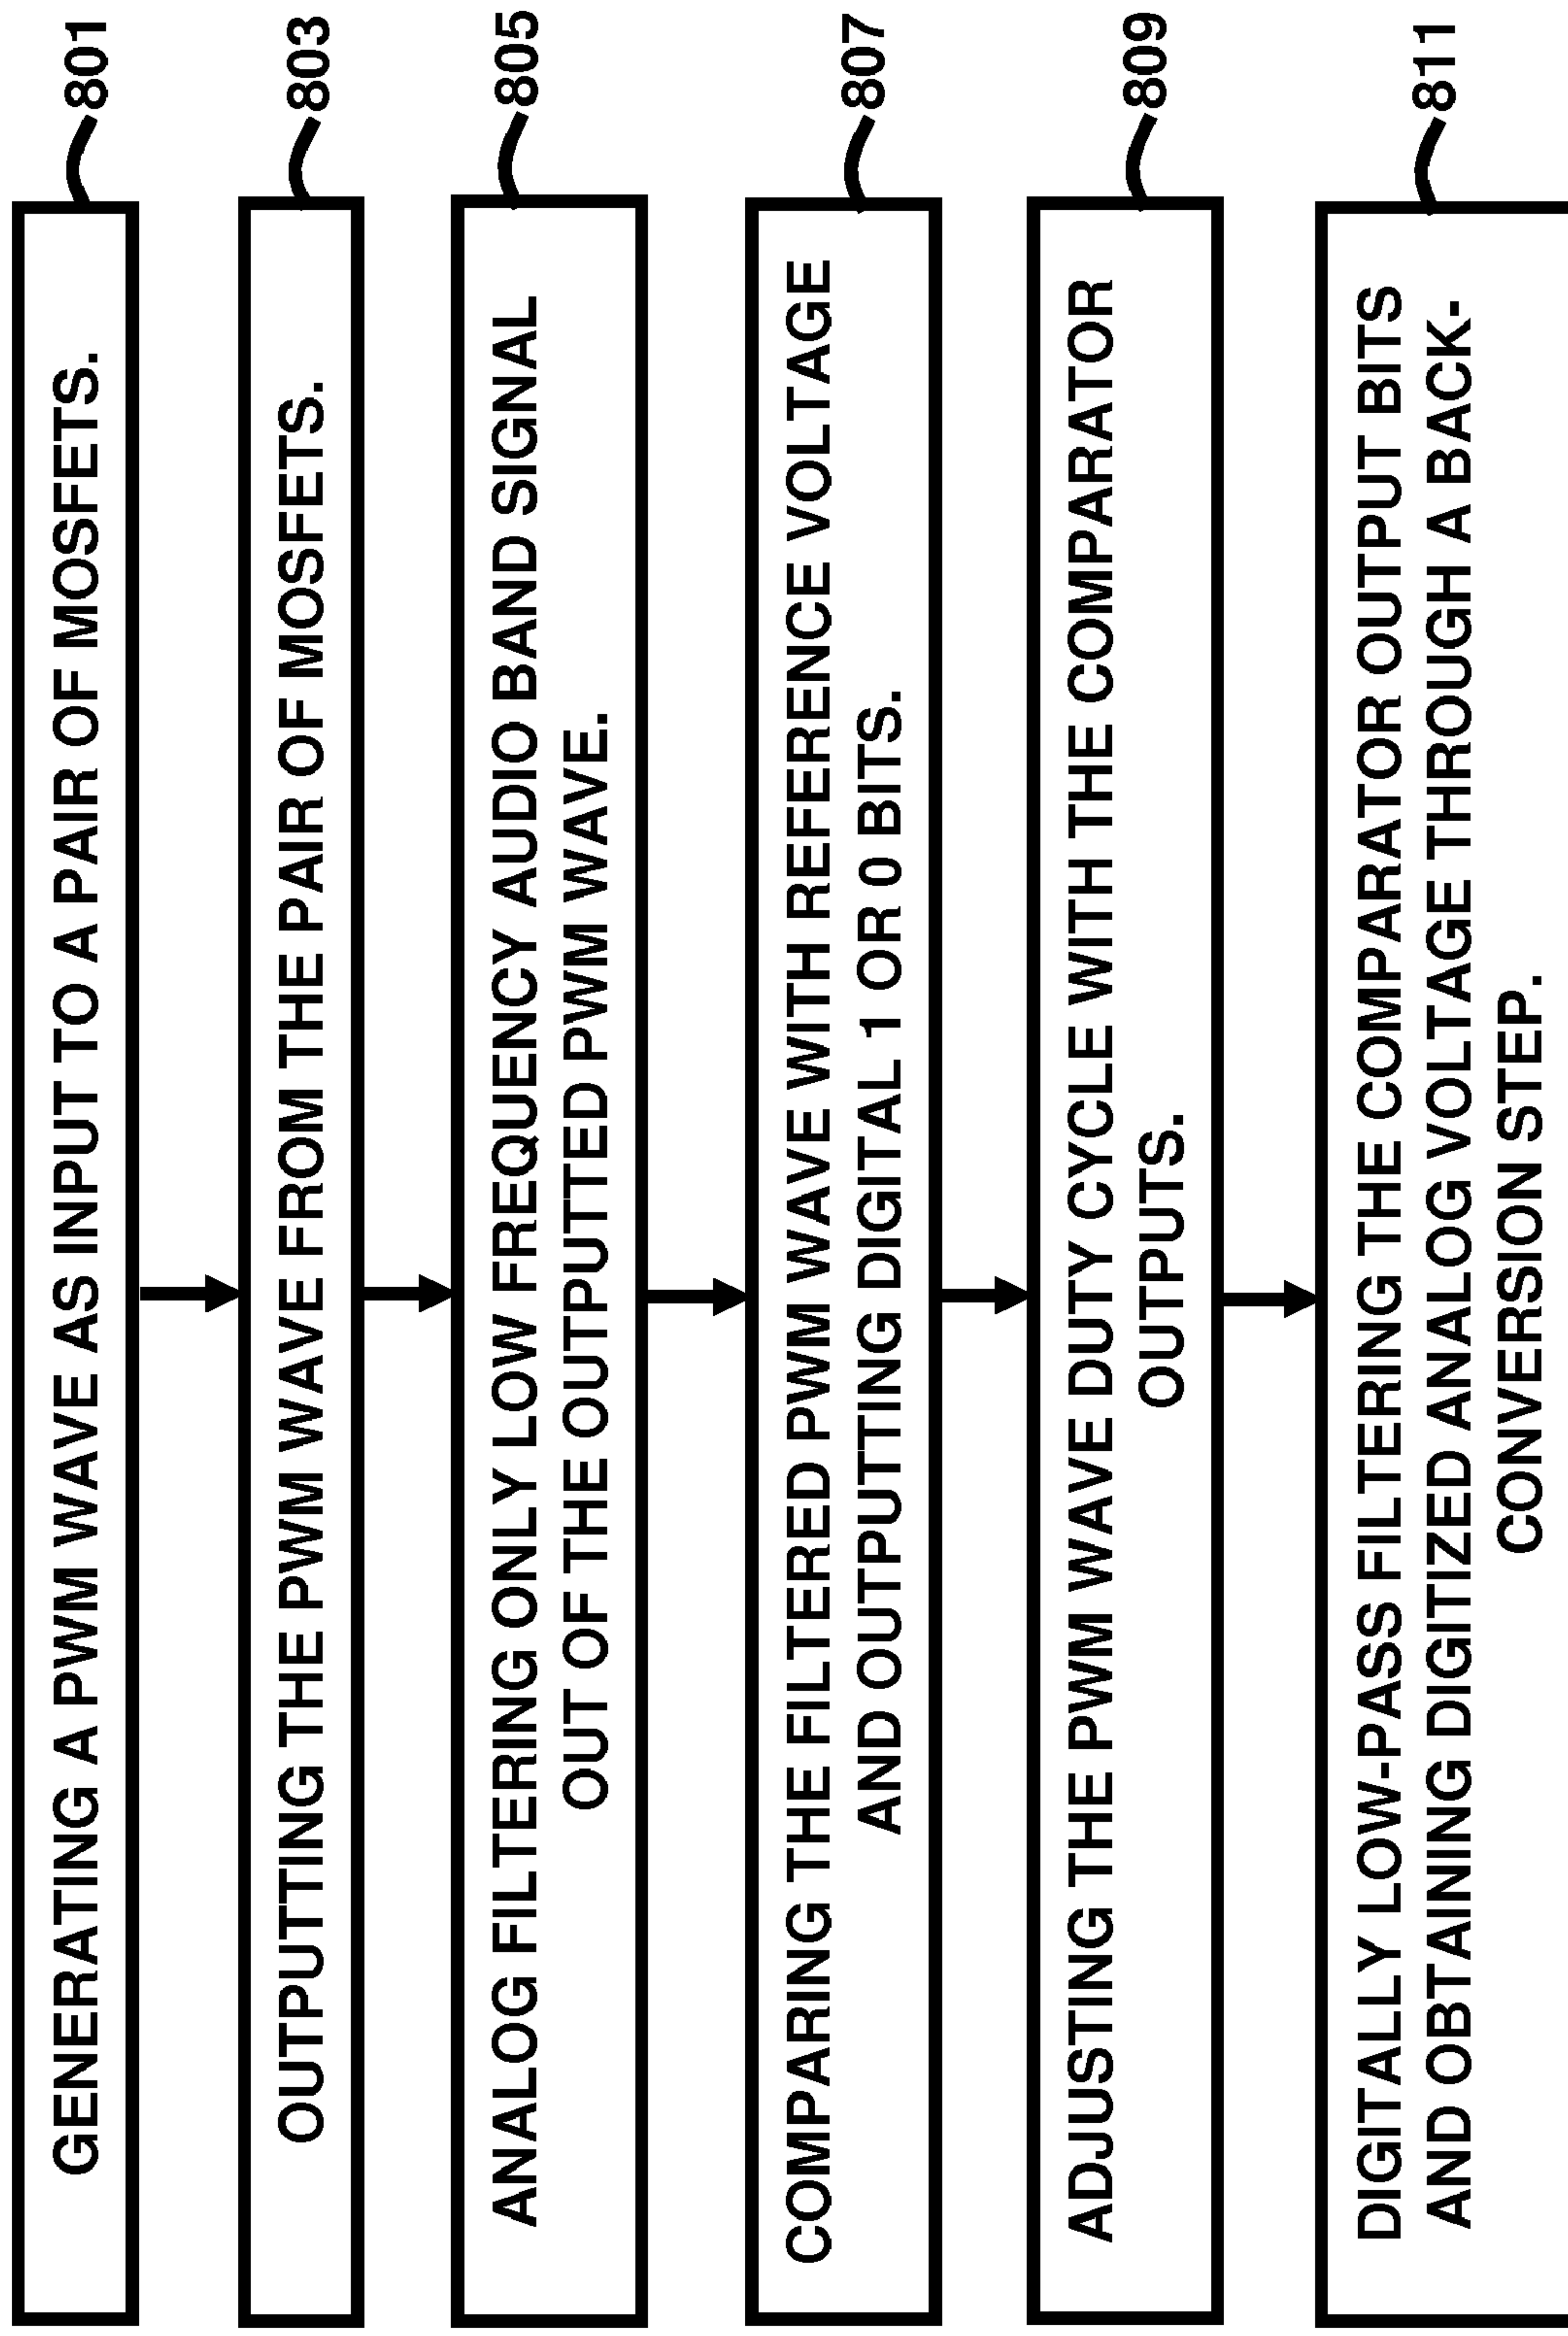 GENERATING A PWM WAVE AS INPUT TO A PAIR OF MOSFETS.
801
OUTPUTTING THE PWM WAVE FROM THE PAIR OF MOSFETS.
803
ANALOG FILTERING ONLY LOW FREQUENCY AUDIO BAND SIGNAL
OUT OF THE OUTPUTTED PWM WAVE.
805
COMPARING THE FILTERED PWM WAVE WITH REFERENCE VOLTAGE
AND OUTPUTTING DIGITAL 1 OR 0 BITS.
807
ADJUSTING THE PWM WAVE DUTY CYCLE WITH THE COMPARATOR
OUTPUTS.
809
DIGITALLY LOW-PASS FILTERING THE COMPARATOR OUTPUT BITS
AND OBTAINING DIGITIZED ANALOG VOLTAGE THROUGH A BACK-
CONVERSION STEP.
811